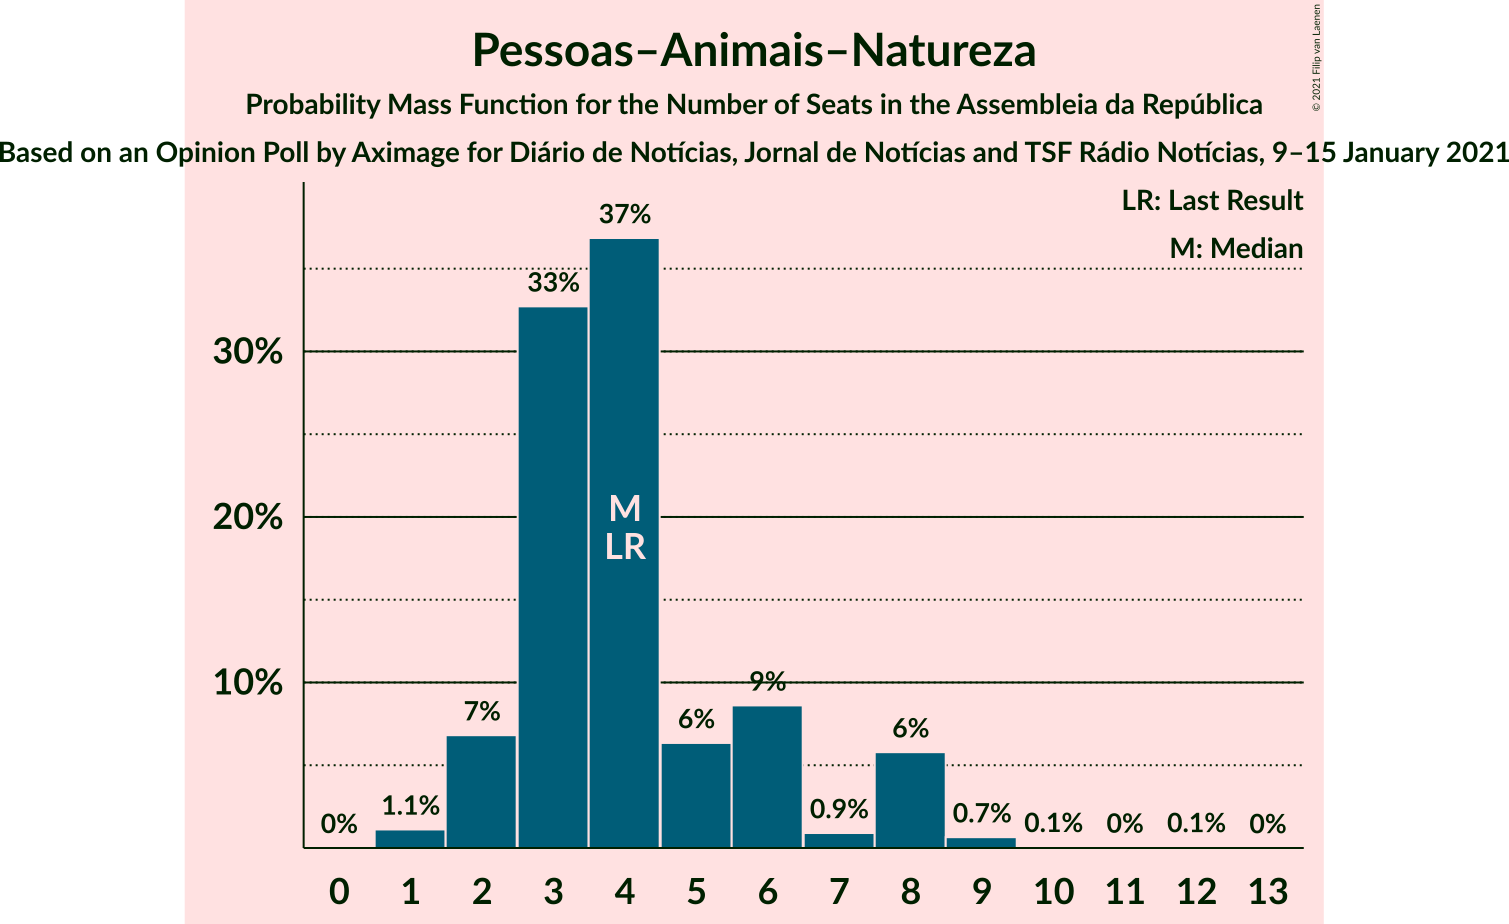 Pessoas–Animais–Natureza
Probability Mass Function for the Number of Seats in the Assembleia da República
Based on an Opinion Poll by Aximage for Diário de Notícias, Jornal de Notícias and TSF Rádio Notícias, 9–15 January 2021
© 2021 Filip van Laenen
LR: Last Result
M: Median
37%
33%
30%
M
20%
LR
9%
10%
7%
6%
6%
1.1%
0.9%
0.7%
0% 0.1% 0% 0.1% 0%
0 1 2 3 4 5 6 7 8 9 10 11 12 13